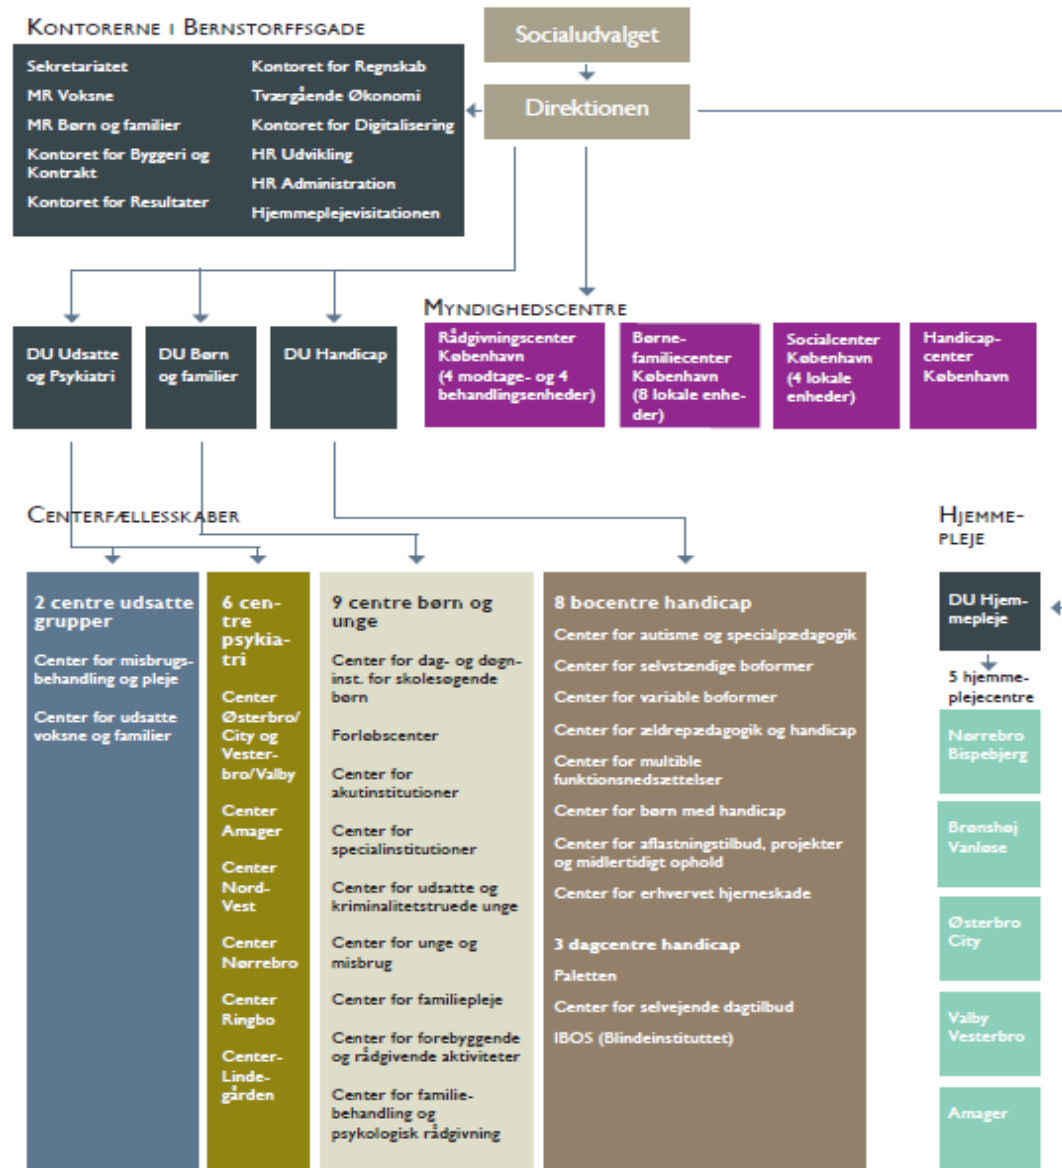 KONTORERNE I BERNSTORFFSGADE
Sekretariatet
MR Voksne
MR Børn og familier
Kontoret for Byggeri og
Kontrakt
Kontoret for Resultater
Kontoret for Regnskab
Tværgående Økonomi
Kontoret for Digitalisering
HR Udvikling
HR Administration
Hjemmeplejevisitationen
Socialudvalget
Direktionen
DU Udsatte
og Psykiatri
DU Børn
og familier
DU Handicap
MYNDIGHEDSCENTRE
Rådgivningscenter
København
(4 modtage- og 4
behandlingsenheder)
Børne-
familiecenter
København
(8 lokale enhe-
der)
Socialcenter
København
(4 lokale
enheder)
Handicap-
center
København
CENTERFÆLLESSKABER
2 centre udsatte
grupper
Center for misbrugs-
behandling og pleje
Center for udsatte
voksne og familier
6 cen-
tre
psykia-
tri
Center
Østerbro/
City og
Vester-
bro/Valby
Center
Amager
Center
Nord-
Vest
Center
Nørrebro
Center
Ringbo
Center-
Linde-
gården
9 centre børn og
unge
Center for dag- og døgn-
inst. for skolesøgende
børn
Forløbscenter
Center for
akutinstitutioner
Center for
specialinstitutioner
Center for udsatte og
kriminalitetstruede unge
Center for unge og
misbrug
Center for familiepleje
Center for forebyggende
og rådgivende aktiviteter
Center for familie-
behandling og
psykologisk rådgivning
8 bocentre handicap
Center for autisme og specialpædagogik
Center for selvstændige boformer
Center for variable boformer
Center for ældrepædagogik og handicap
Center for multible
funktionsnedsættelser
Center for børn med handicap
Center for aflastningstilbud, projekter
og midlertidigt ophold
Center for erhvervet hjerneskade
3 dagcentre handicap
Paletten
Center for selvejende dagtilbud
IBOS (Blindeinstituttet)
HJEMME-
PLEJE
DU Hjem-
mepleje
5 hjemme-
plejecentre
Nørrebro
Bispebjerg
Brønshøj
Vanløse
Østerbro
City
Valby
Vesterbro
Amager